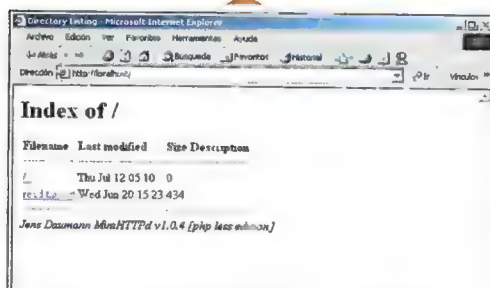 Directory Listing - Microsoft Internet Explorer
Archivo Edición Ver Favoritos Herramientas Ayuda
Atrás Búsqueda Favoritos Historial
Dirección http://localhost/ Ir Vínculos »
Index of /
Filename Last modified Size Description
/ Thu Jul 12 05 10 0
Wed Jun 20 15 23 434
Jens Daumann MiniHTTPd v1.0.4 [php less edition]